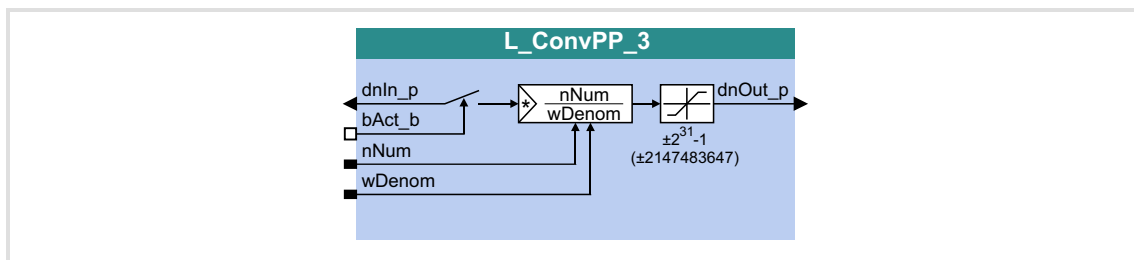 L_ConvPP_3
dnIn_p
bAct_b
nNum
wDenom
*
nNum
wDenom
dnOut_p
±2³¹-1
(±2147483647)